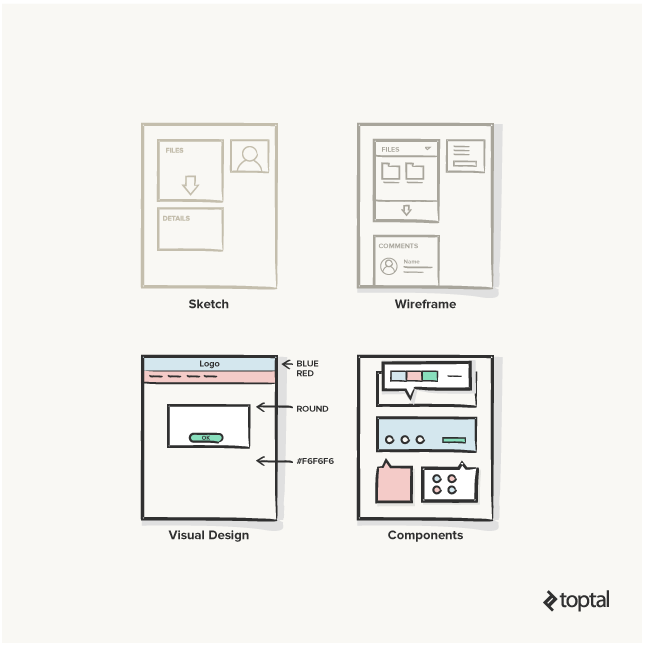 FILES
DETAILS
Sketch
FILES
COMMENTS
Name
Wireframe
Logo
BLUE
RED
ROUND
OK
#F6F6F6
Visual Design
Components
toptal